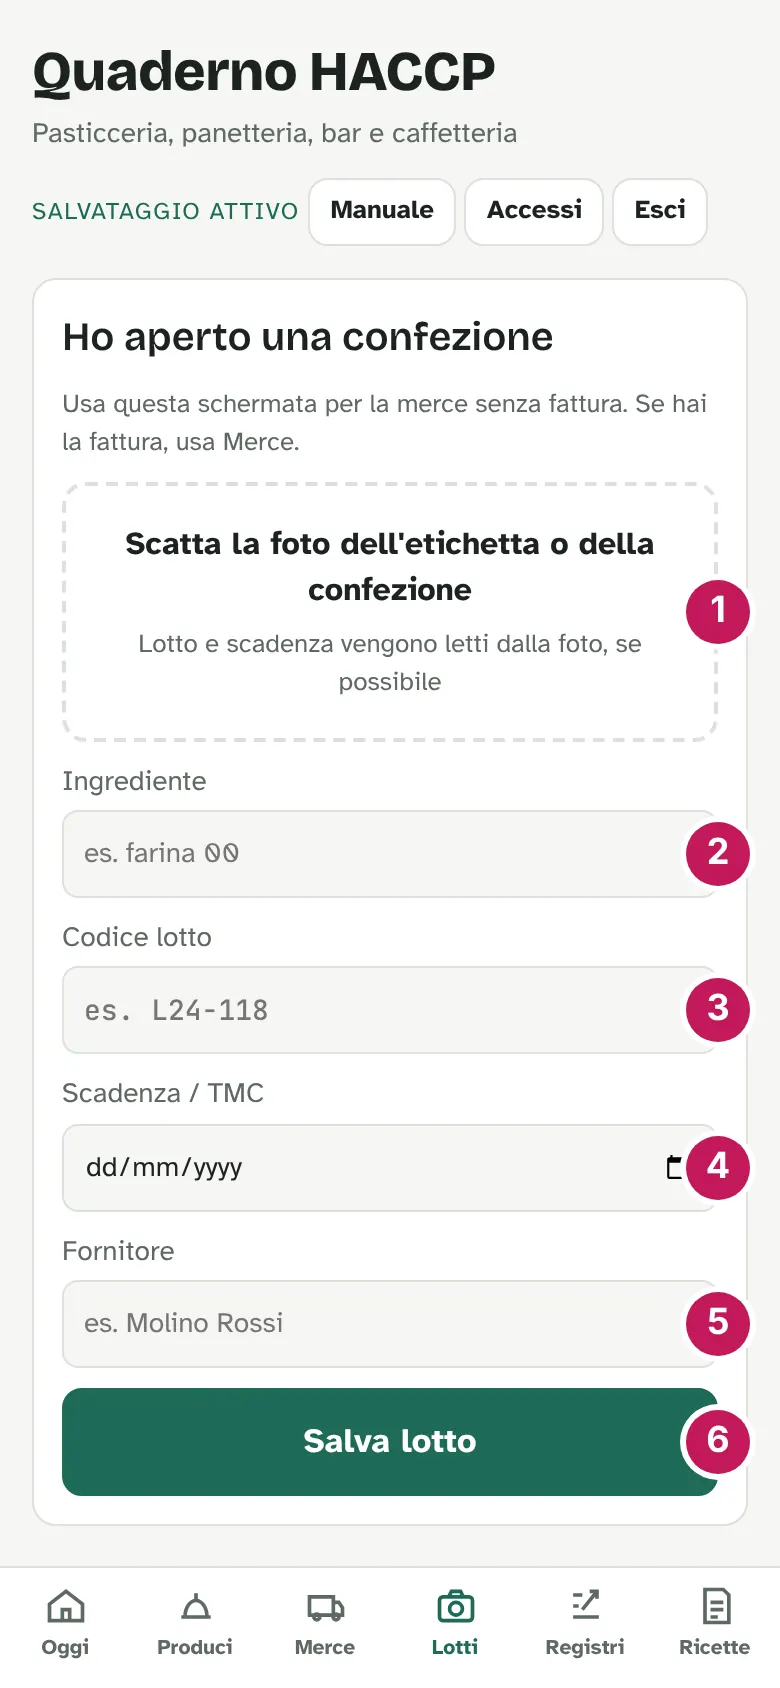 Quaderno HACCP
Pasticceria, panetteria, bar e caffetteria
SALVATAGGIO ATTIVO
Manuale
Accessi
Esci
Ho aperto una confezione
Usa questa schermata per la merce senza fattura. Se hai
la fattura, usa Merce.
Scatta la foto dell'etichetta o della
confezione
1
Lotto e scadenza vengono letti dalla foto, se
possibile
Ingrediente
es. farina 00
2
Codice lotto
es. L24-118
3
Scadenza / TMC
dd/mm/yyyy
4
Fornitore
es. Molino Rossi
5
Salva lotto
6
Oggi
Produci
Merce
Lotti
Registri
Ricette